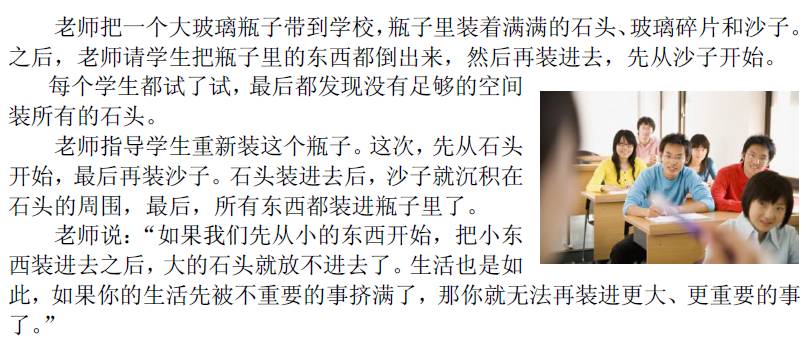 老师把一个大玻璃瓶子带到学校，瓶子里装着满满的石头、玻璃碎片和沙子。
之后，老师请学生把瓶子里的东西都倒出来，然后再装进去，先从沙子开始。
每个学生都试了试，最后都发现没有足够的空间
装所有的石头。
老师指导学生重新装这个瓶子。这次，先从石头
开始，最后再装沙子。石头装进去后，沙子就沉积在
石头的周围，最后，所有东西都装进瓶子里了。
老师说：“如果我们先从小的东西开始，把小东
西装进去之后，大的石头就放不进去了。生活也是如
此，如果你的生活先被不重要的事挤满了，那你就无法再装进更大、更重要的事
了。”